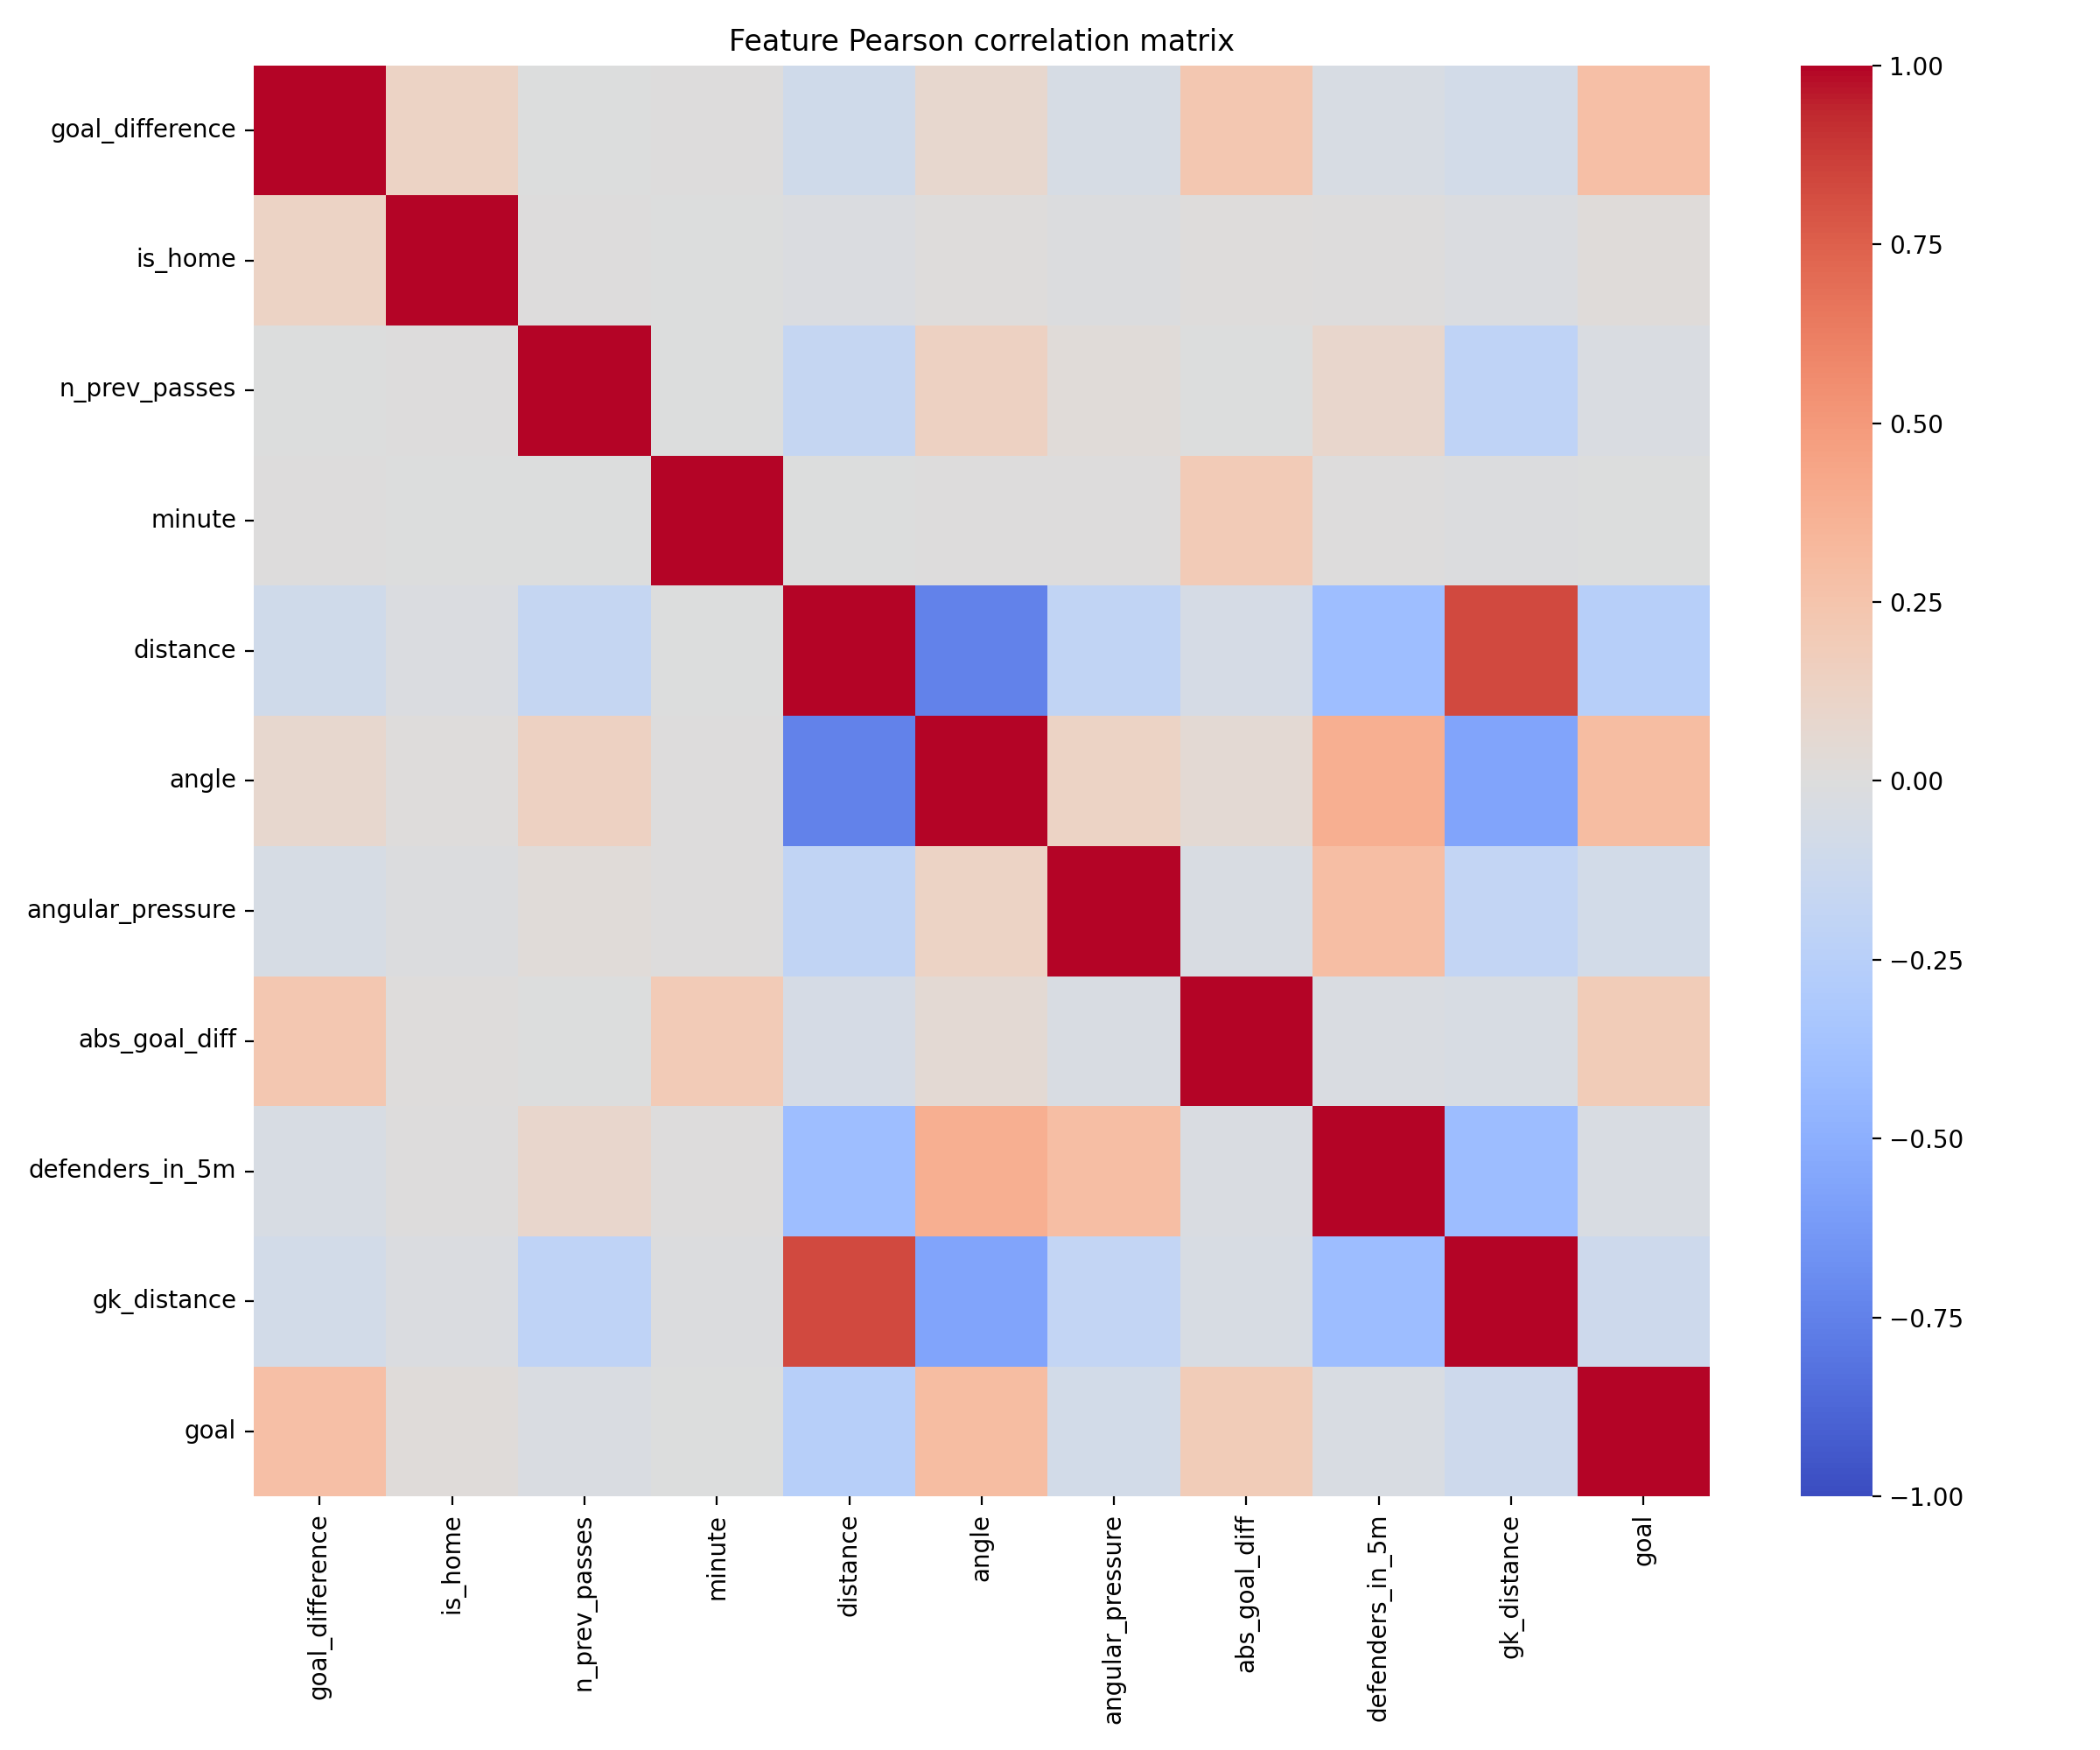 Feature Pearson correlation matrix
goal_difference
is_home
n_prev_passes
minute
distance
angle
angular_pressure
abs_goal_diff
defenders_in_5m
gk_distance
goal
goal_difference
is_home
n_prev_passes
minute
distance
angle
angular_pressure
abs_goal_diff
defenders_in_5m
gk_distance
goal
1.00
0.75
0.50
0.25
0.00
−0.25
−0.50
−0.75
−1.00